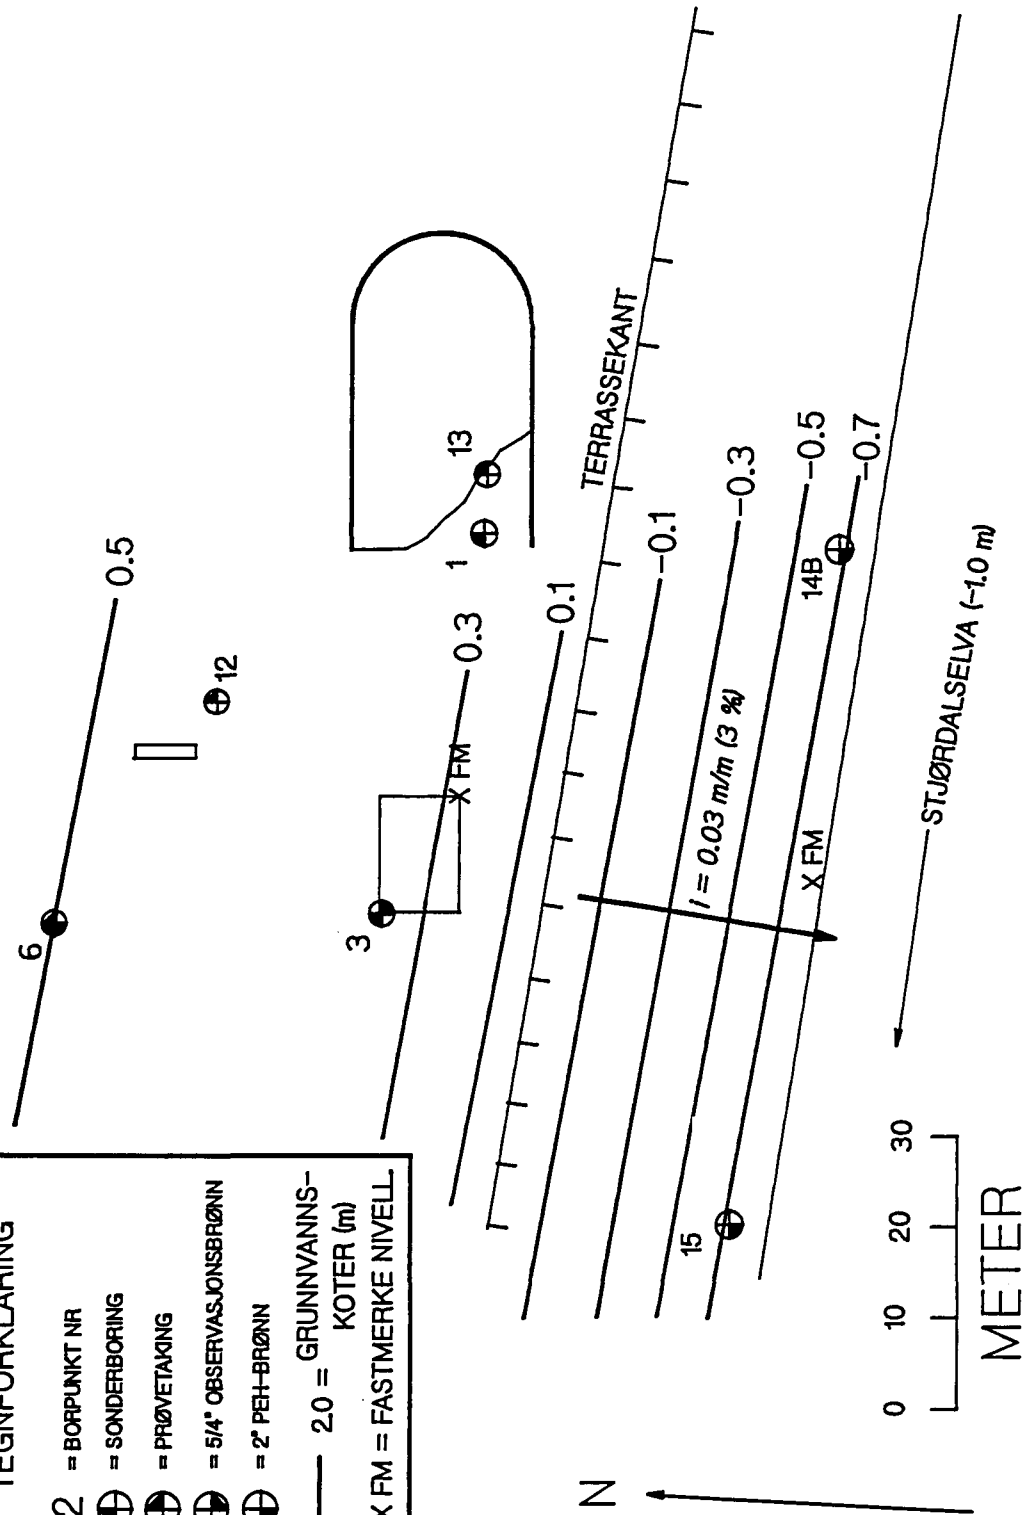 TEGNFORKLARING
2 = BORPUNKT NR
= SONDERBORING
= PRØVETAKING
= 5/4" OBSERVASJONSBRØNN
= 2" PEH-BRØNN
2.0 = GRUNNVANNS-
KOTER (m)
X FM = FASTMERKE NIVELL.
6
0.5
12
3
X FM
0.3
1
13
0.1
TERRASSEKANT
-0.1
-0.3
i = 0.03 m/m (3 %)
-0.5
14B
-0.7
X FM
15
STJØRDALSELVA (-1.0 m)
N
0 10 20 30
METER